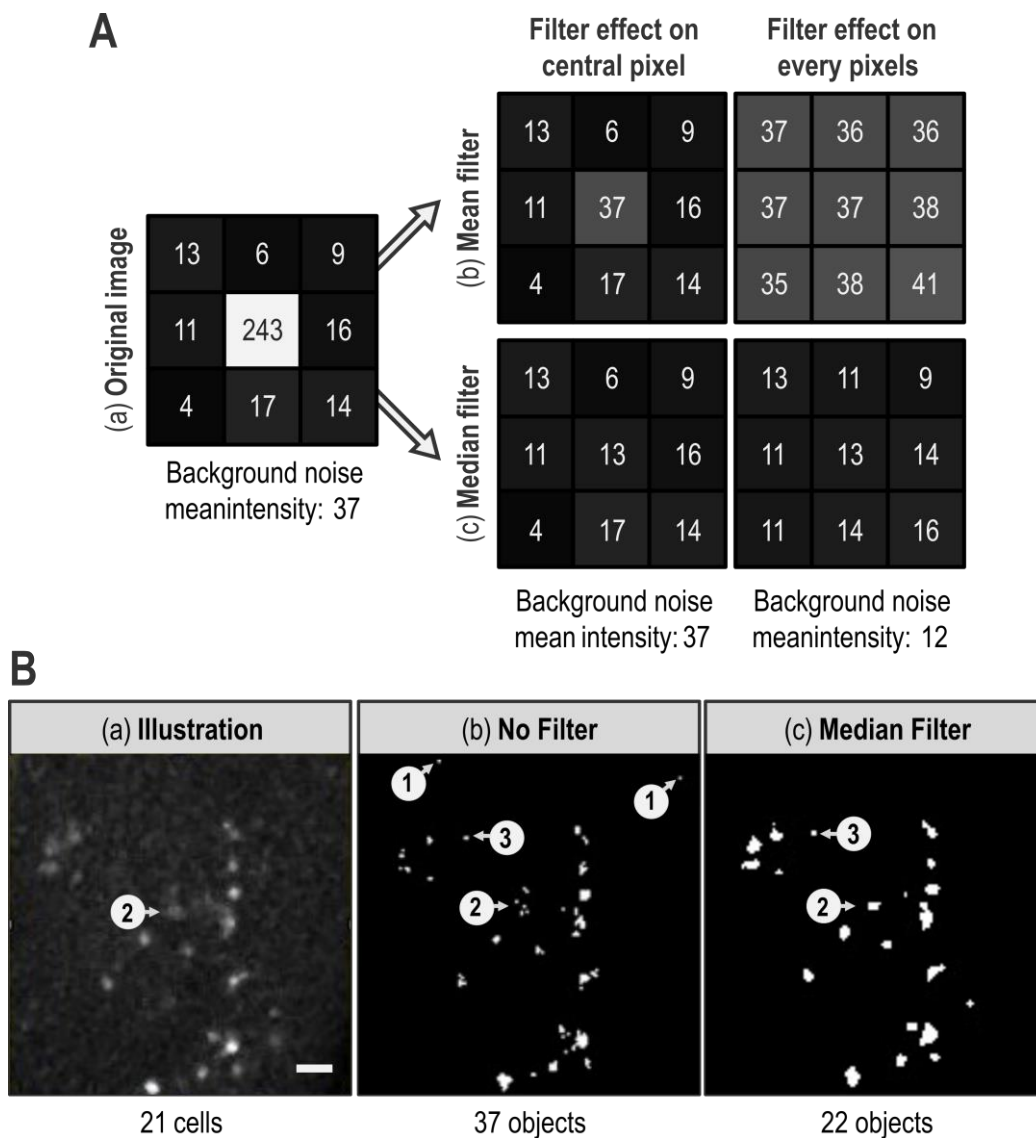 A
Filter effect on
central pixel
Filter effect on
every pixels
(a) Original image
13 6 9
11 243 16
4 17 14
Background noise
meanintensity: 37
(b) Mean filter
13 6 9
11 37 16
4 17 14
37 36 36
37 37 38
35 38 41
(c) Median filter
13 6 9
11 13 16
4 17 14
13 11 9
11 13 14
11 14 16
Background noise
mean intensity: 37
Background noise
meanintensity: 12
B
(a) Illustration
2
21 cells
(b) No Filter
1
1
3
2
37 objects
(c) Median Filter
3
2
22 objects